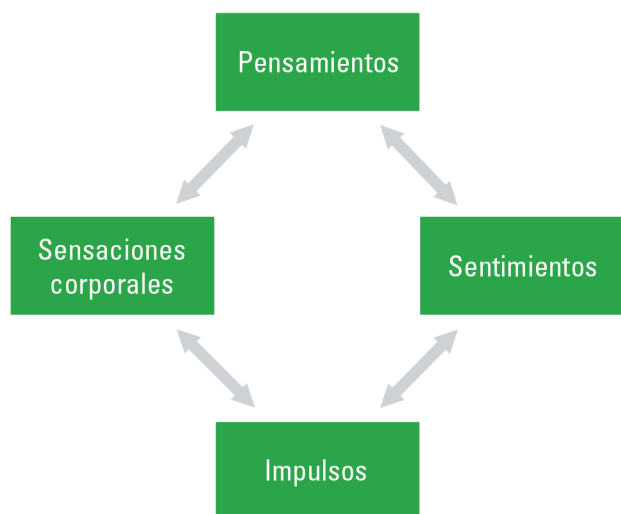 Pensamientos
Sensaciones
corporales
Sentimientos
Impulsos